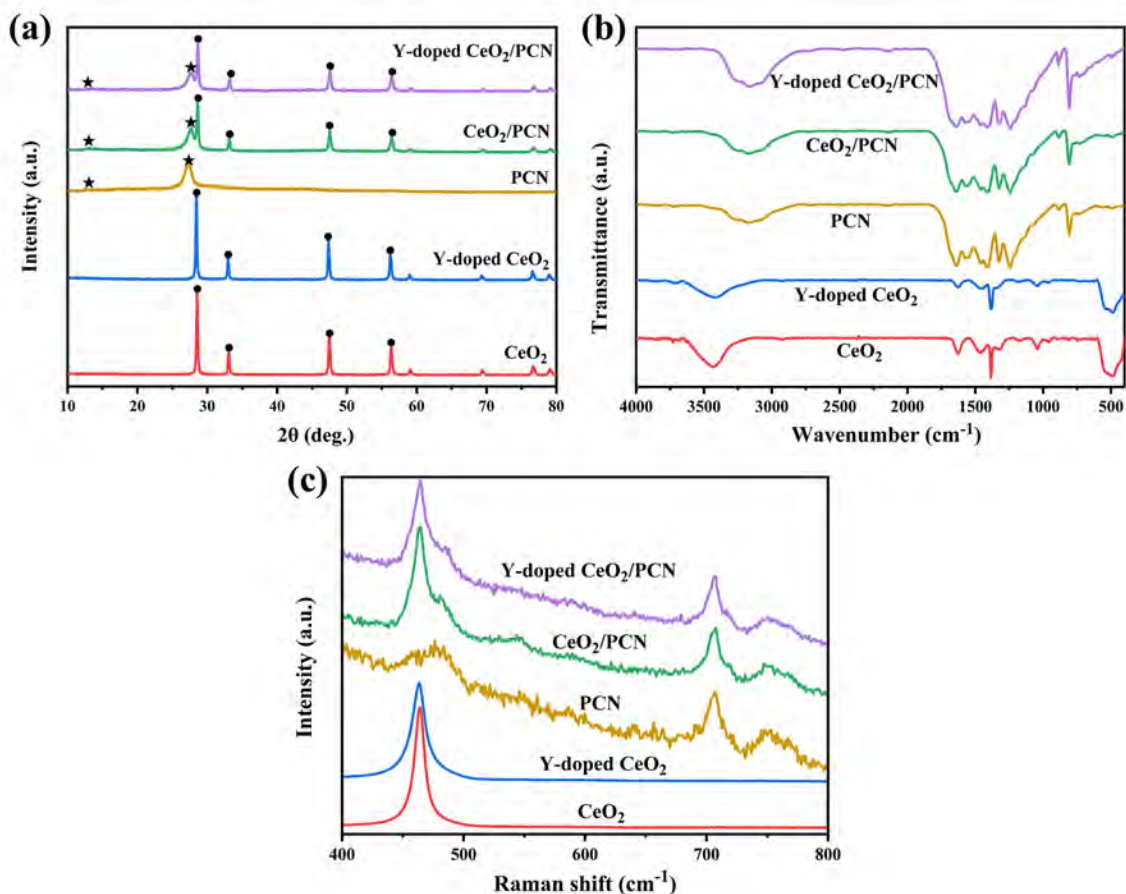 (a)
Y-doped CeO₂/PCN
CeO₂/PCN
PCN
Y-doped CeO₂
CeO₂
Intensity (a.u.)
10 20 30 40 50 60 70 80
2θ (deg.)
(b)
Y-doped CeO₂/PCN
CeO₂/PCN
PCN
Y-doped CeO₂
CeO₂
Transmittance (a.u.)
4000 3500 3000 2500 2000 1500 1000 500
Wavenumber (cm⁻¹)
(c)
Y-doped CeO₂/PCN
CeO₂/PCN
PCN
Y-doped CeO₂
CeO₂
Intensity (a.u.)
400 500 600 700 800
Raman shift (cm⁻¹)